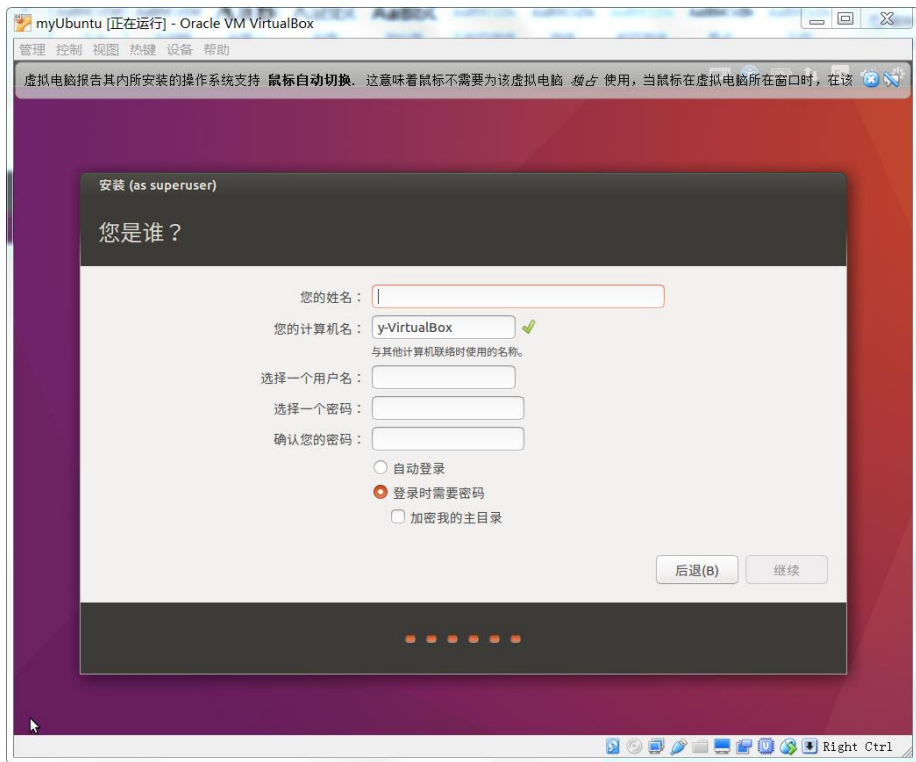 myUbuntu [正在运行] - Oracle VM VirtualBox
管理 控制 视图 热键 设备 帮助
虚拟电脑报告其内所安装的操作系统支持 鼠标自动切换. 这意味着鼠标不需要为该虚拟电脑 独占 使用，当鼠标在虚拟电脑所在窗口时，在该
安装 (as superuser)
您是谁？
您的姓名：
您的计算机名： y-VirtualBox
与其他计算机联络时使用的名称。
选择一个用户名：
选择一个密码：
确认您的密码：
自动登录
登录时需要密码
加密我的主目录
后退(B) 继续
Right Ctrl